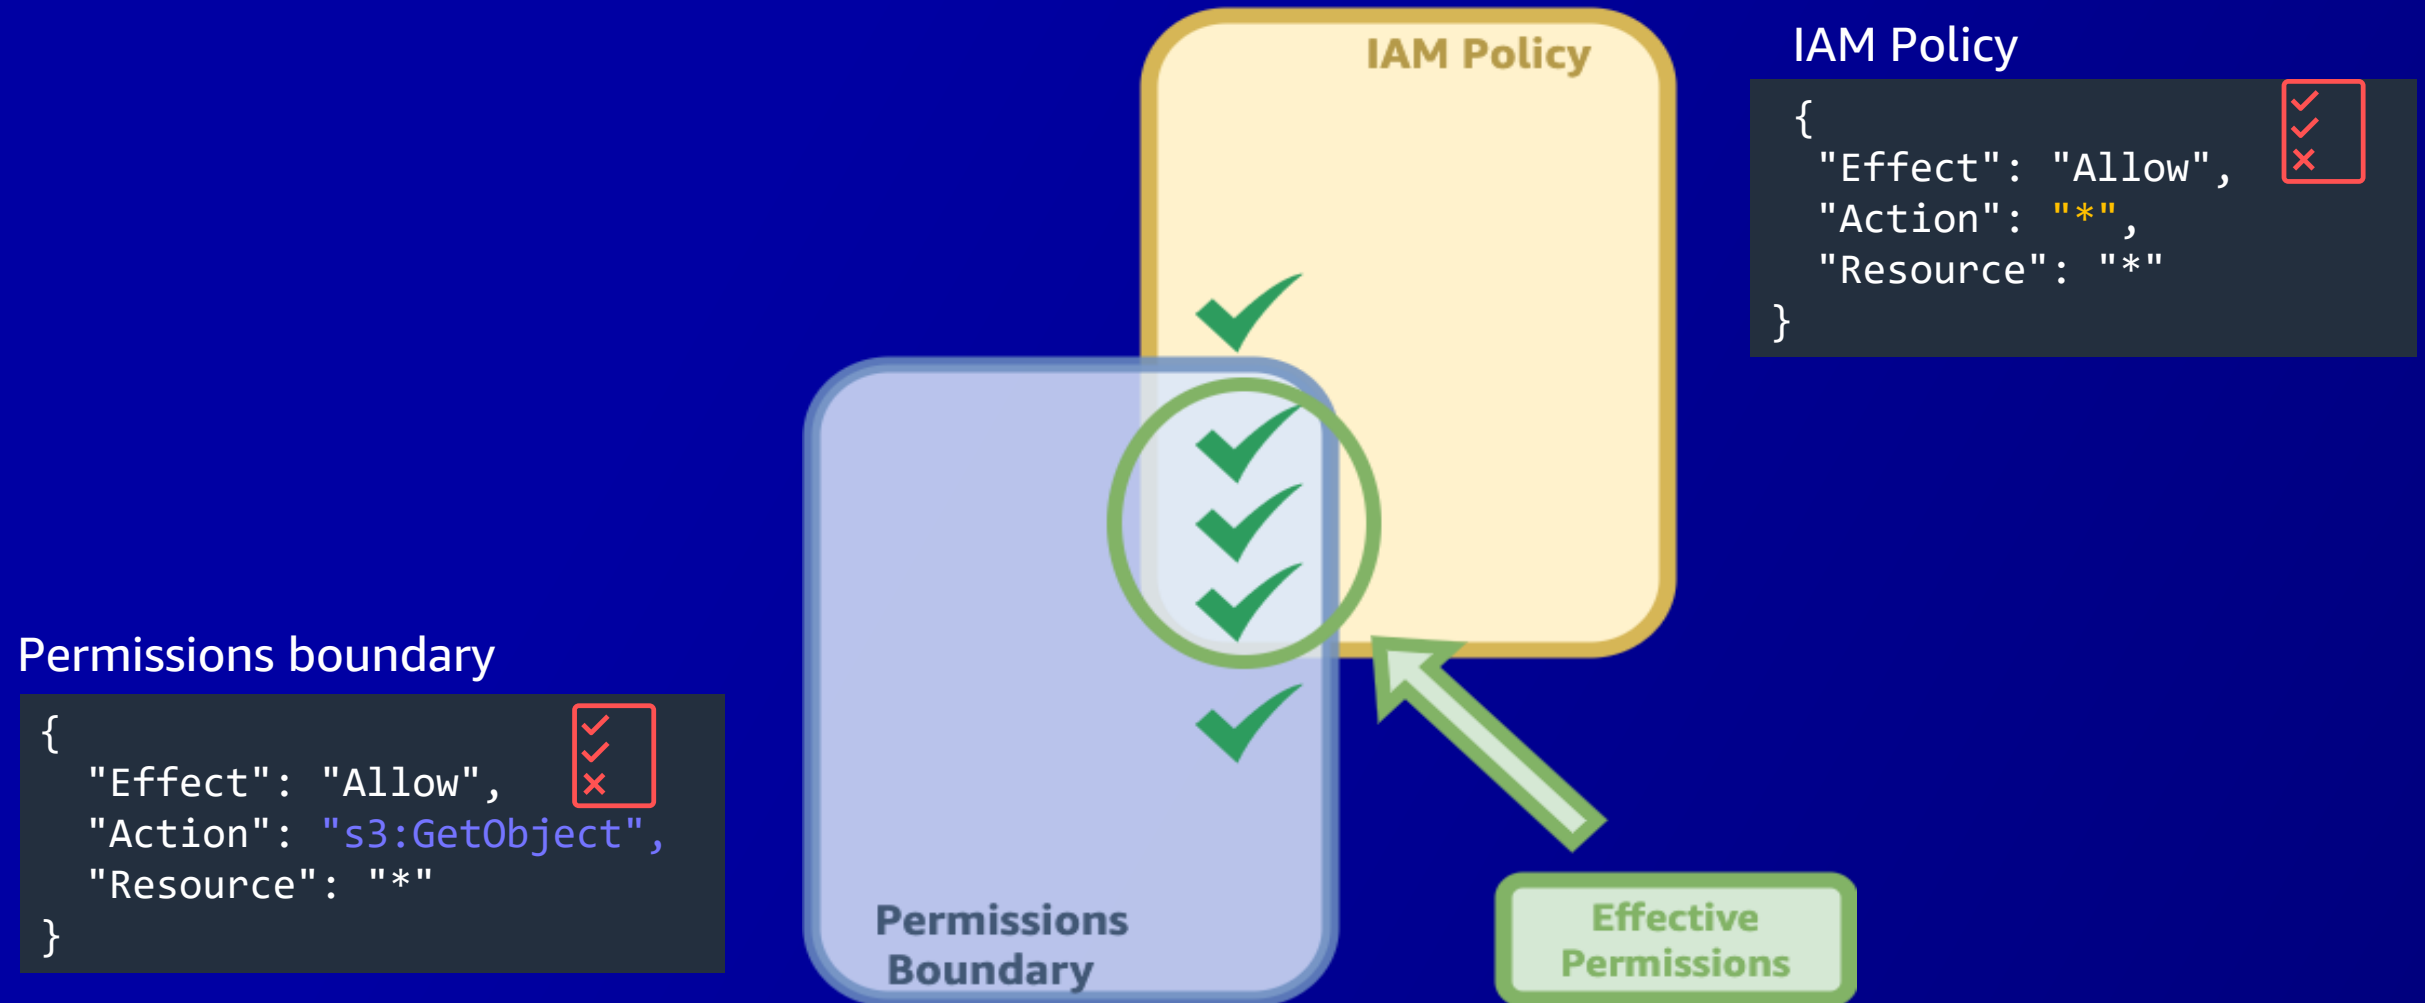 IAM Policy
IAM Policy
{
"Effect": "Allow",
"Action": "*",
"Resource": "*"
}
Permissions boundary
{
"Effect": "Allow",
"Action": "s3:GetObject",
"Resource": "*"
}
Permissions
Boundary
Effective
Permissions